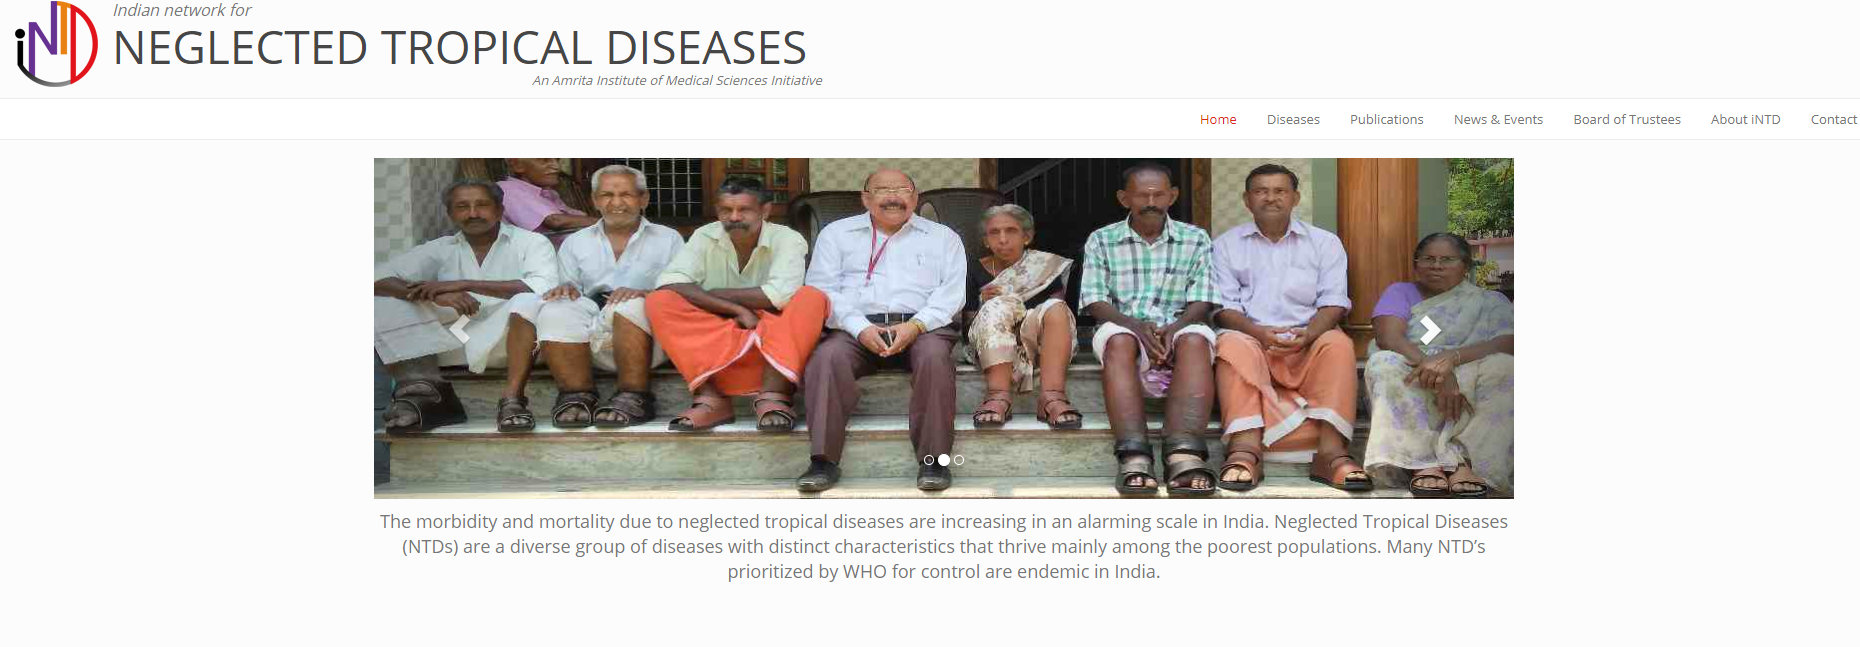 iNTD
Indian network for
NEGLECTED TROPICAL DISEASES
An Amrita Institute of Medical Sciences Initiative
Home Diseases Publications News & Events Board of Trustees About iNTD Contact
The morbidity and mortality due to neglected tropical diseases are increasing in an alarming scale in India. Neglected Tropical Diseases
(NTDs) are a diverse group of diseases with distinct characteristics that thrive mainly among the poorest populations. Many NTD’s
prioritized by WHO for control are endemic in India.